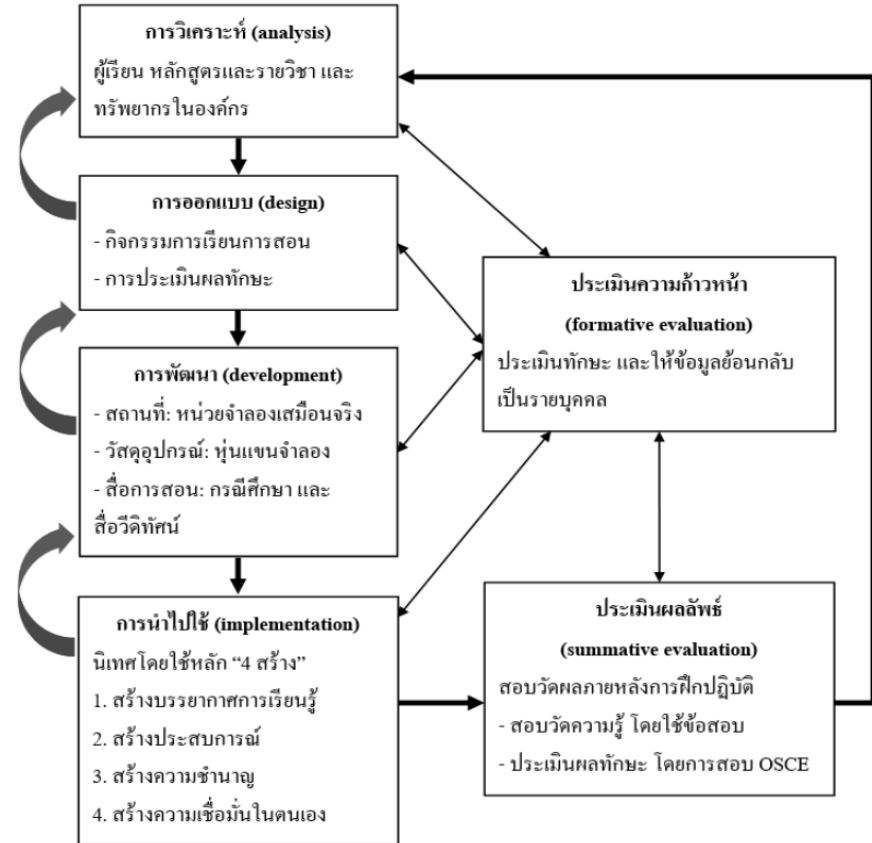 การวิเคราะห์ (analysis)
ผู้เรียน หลักสูตรและรายวิชา และ
ทรัพยากรในองค์กร
การออกแบบ (design)
- กิจกรรมการเรียนการสอน
- การประเมินผลทักษะ
การพัฒนา (development)
- สถานที่: หน่วยจำลองเสมือนจริง
- วัสดุอุปกรณ์: หุ่นแขนจำลอง
- สื่อการสอน: กรณีศึกษา และ
สื่อวีดิทัศน์
การนำไปใช้ (implementation)
นิเทศโดยใช้หลัก “4 สร้าง”
1. สร้างบรรยากาศการเรียนรู้
2. สร้างประสบการณ์
3. สร้างความชำนาญ
4. สร้างความเชื่อมั่นในตนเอง
ประเมินความก้าวหน้า
(formative evaluation)
ประเมินทักษะ และให้ข้อมูลย้อนกลับ
เป็นรายบุคคล
ประเมินผลลัพธ์
(summative evaluation)
สอบวัดผลภายหลังการฝึกปฏิบัติ
- สอบวัดความรู้ โดยใช้ข้อสอบ
- ประเมินผลทักษะ โดยการสอบ OSCE